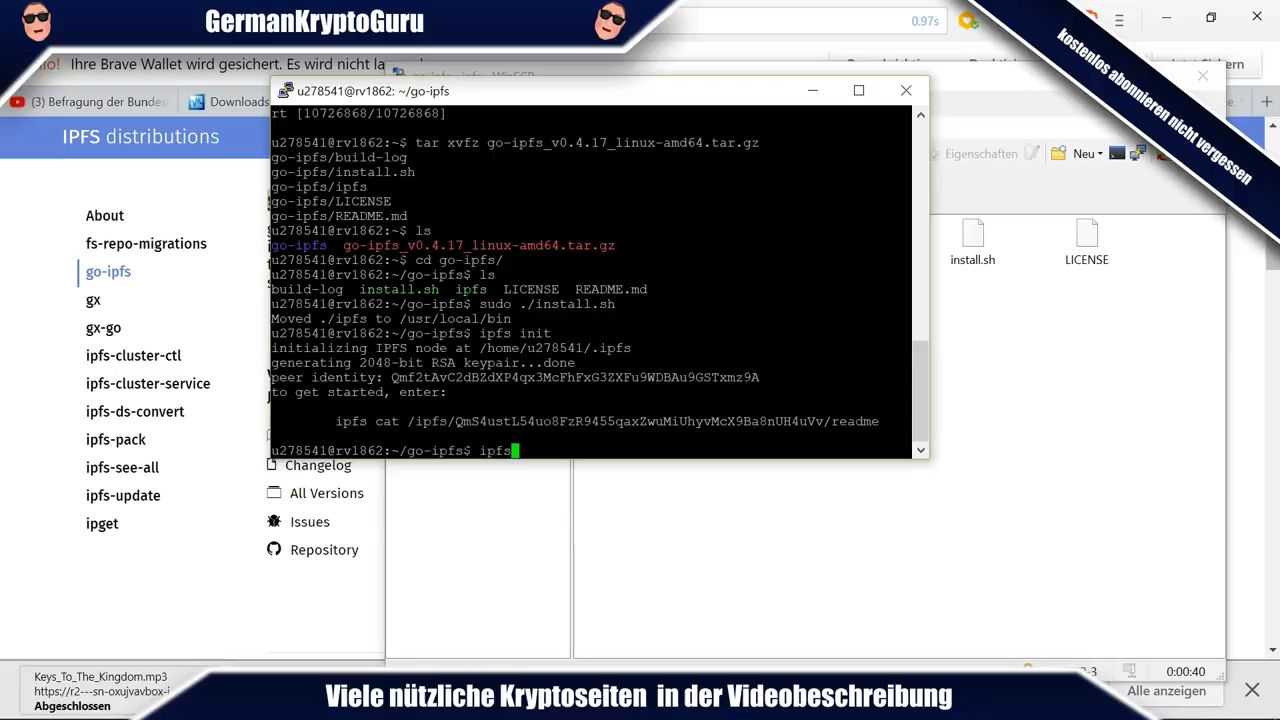 GermanKryptoGuru
kostenlos abonnieren nicht vergessen
0.97s
Ihre Brave Wallet wird gesichert. Es wird nicht
(3) Befragung der Bundes
Downloads
IPFS distributions
About
fs-repo-migrations
go-ipfs
gx
gx-go
ipfs-cluster-ctl
ipfs-cluster-service
ipfs-ds-convert
ipfs-pack
ipfs-see-all
ipfs-update
ipget
u278541@rv1862: ~/go-ipfs
rt [10726868/10726868]
u278541@rv1862:~$ tar xvfz go-ipfs_v0.4.17_linux-amd64.tar.gz
go-ipfs/build-log
go-ipfs/install.sh
go-ipfs/ipfs
go-ipfs/LICENSE
go-ipfs/README.md
u278541@rv1862:~$ ls
go-ipfs go-ipfs_v0.4.17_linux-amd64.tar.gz
u278541@rv1862:~$ cd go-ipfs/
u278541@rv1862:~/go-ipfs$ ls
build-log install.sh ipfs LICENSE README.md
u278541@rv1862:~/go-ipfs$ sudo ./install.sh
Moved ./ipfs to /usr/local/bin
u278541@rv1862:~/go-ipfs$ ipfs init
initializing IPFS node at /home/u278541/.ipfs
generating 2048-bit RSA keypair...done
peer identity: Qmf2tAvC2dBZdXP4qx3McFhFxG3ZXFu9WDBAu9GSTxmz9A
to get started, enter:
ipfs cat /ipfs/QmS4ustL54uo8FzR9455qaxZwuMiUhyvMcX9Ba8nUH4uVv/readme
u278541@rv1862:~/go-ipfs$ ipfs
Eigenschaften
Neu
install.sh
LICENSE
Changelog
All Versions
Issues
Repository
0:00:40
Keys_To_The_Kingdom.mp3
https://r2---sn-oxujvavbox-i
Abgeschlossen
Alle anzeigen
Viele nützliche Kryptoseiten in der Videobeschreibung